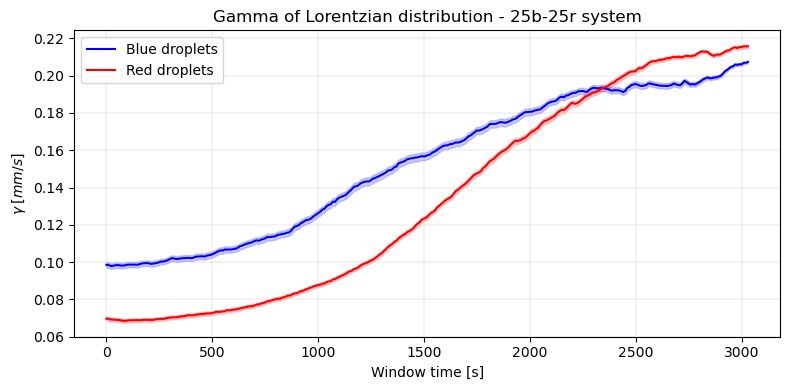 Gamma of Lorentzian distribution - 25b-25r system
Blue droplets
Red droplets
γ [mm/s]
0.22
0.20
0.18
0.16
0.14
0.12
0.10
0.08
0.06
0 500 1000 1500 2000 2500 3000
Window time [s]